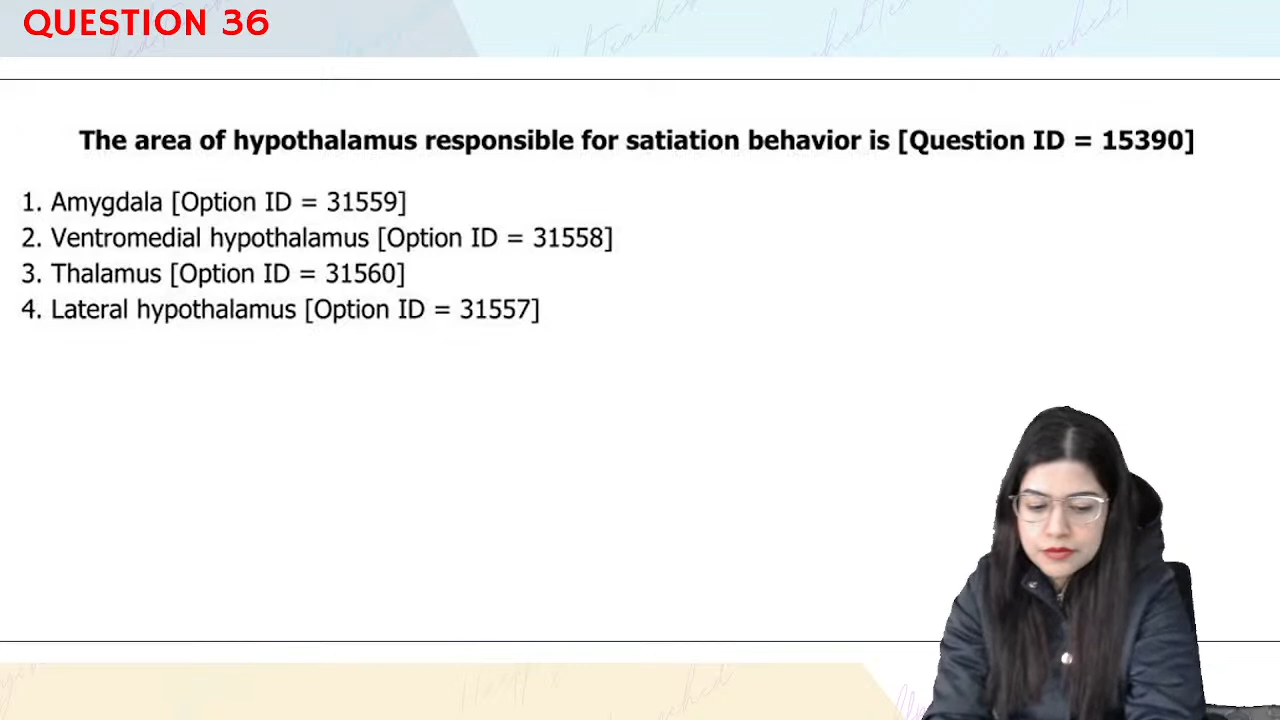 QUESTION 36
The area of hypothalamus responsible for satiation behavior is [Question ID = 15390]
1. Amygdala [Option ID = 31559]
2. Ventromedial hypothalamus [Option ID = 31558]
3. Thalamus [Option ID = 31560]
4. Lateral hypothalamus [Option ID = 31557]